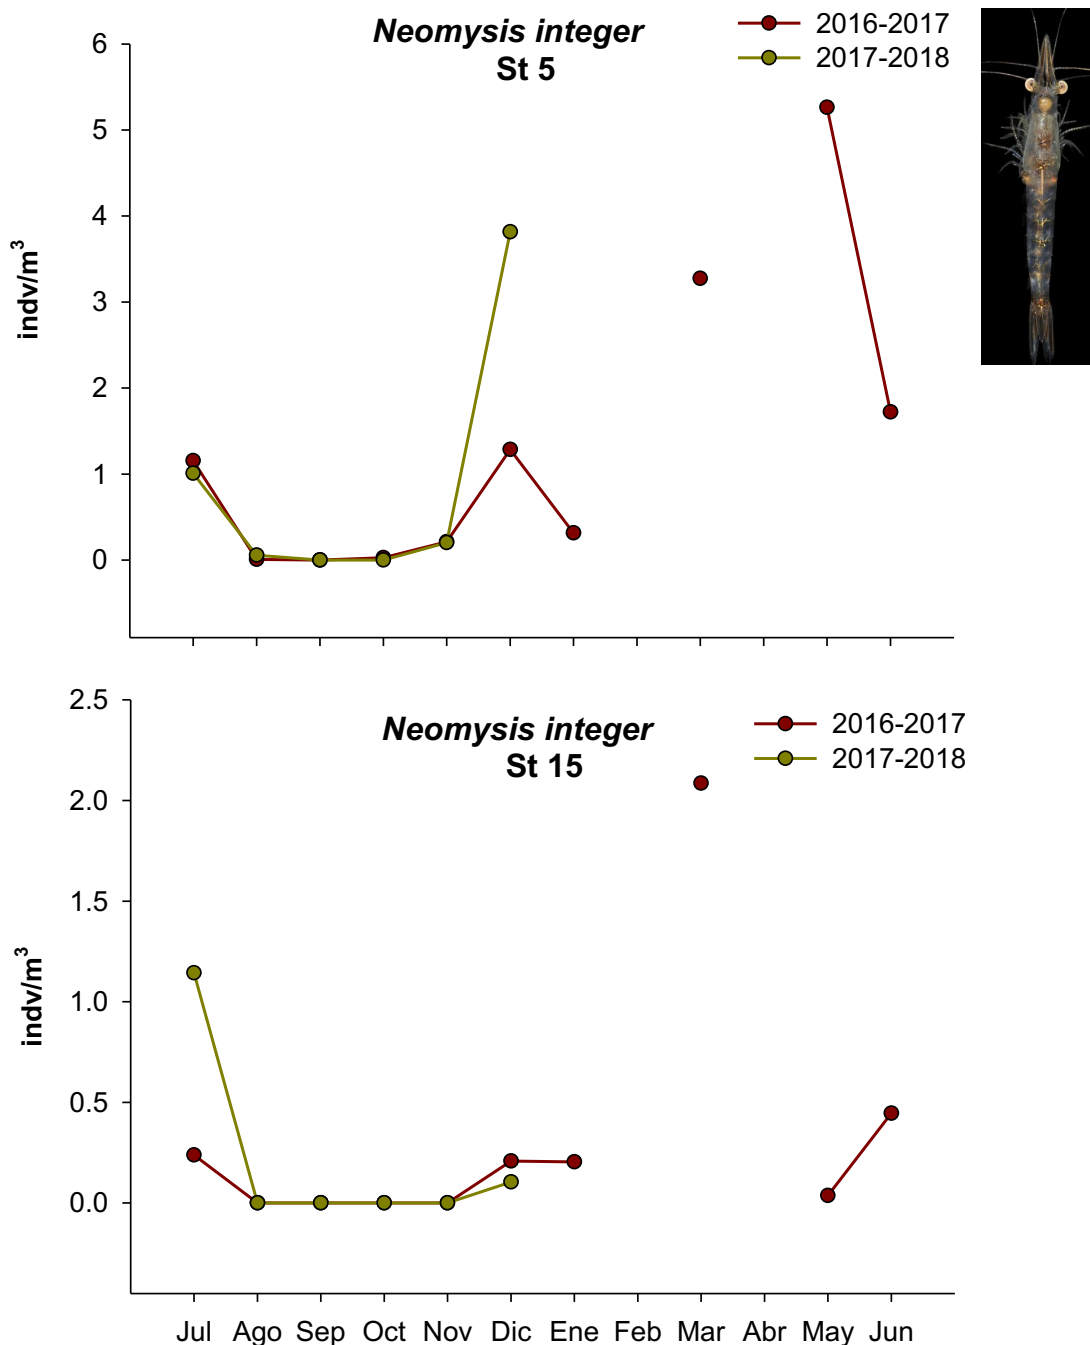 Neomysis integer
St 5
2016-2017
2017-2018
6
5
4
3
2
1
0
indv/m³
Neomysis integer
St 15
2016-2017
2017-2018
2.5
2.0
1.5
1.0
0.5
0.0
indv/m³
Jul Ago Sep Oct Nov Dic Ene Feb Mar Abr May Jun